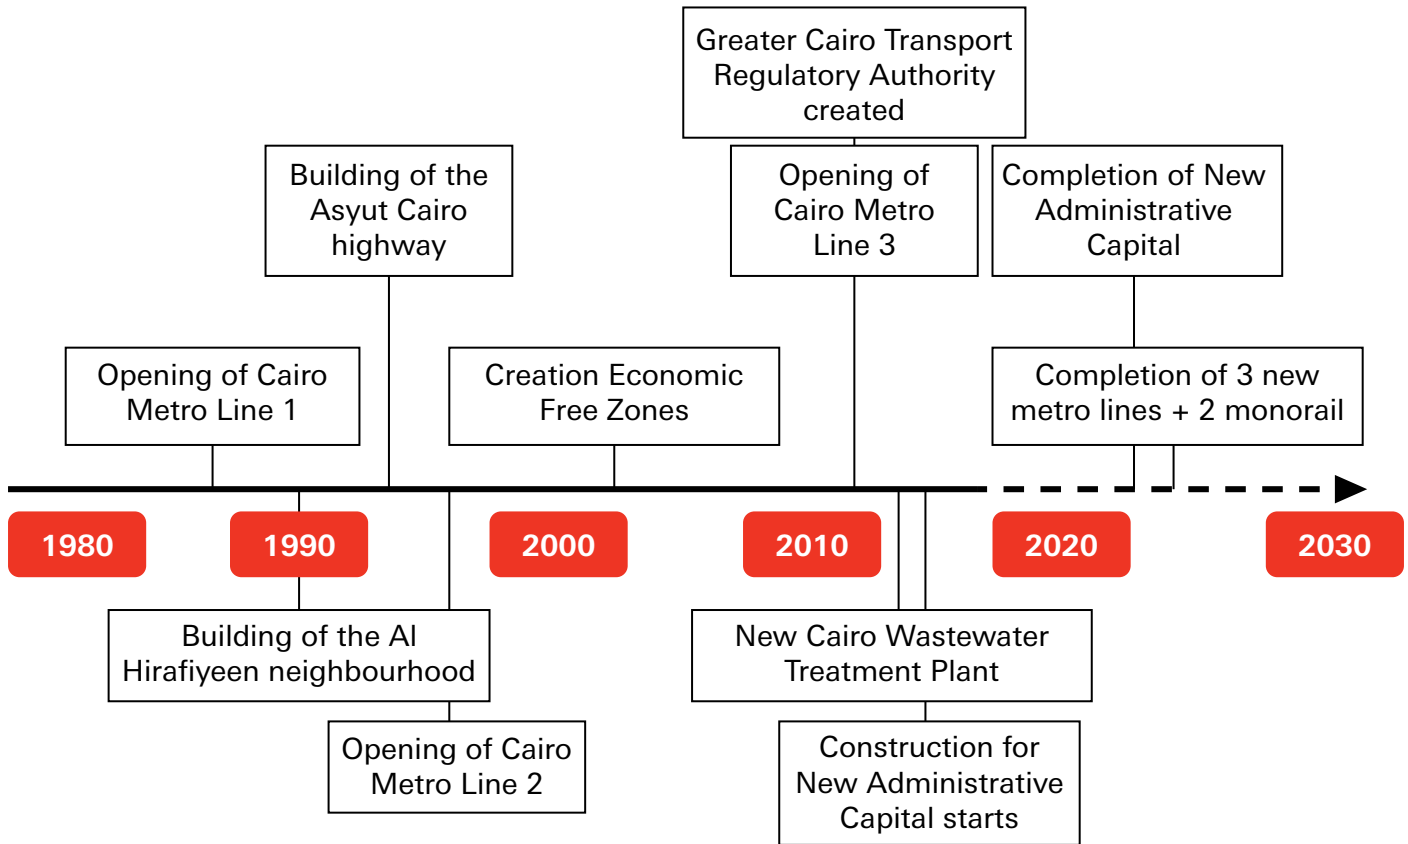 Greater Cairo Transport
Regulatory Authority
created
Building of the
Asyut Cairo
highway
Opening of
Cairo Metro
Line 3
Completion of New
Administrative
Capital
Opening of Cairo
Metro Line 1
Creation Economic
Free Zones
Completion of 3 new
metro lines + 2 monorail
1980
1990
2000
2010
2020
2030
Building of the Al
Hirafiyeen neighbourhood
New Cairo Wastewater
Treatment Plant
Opening of Cairo
Metro Line 2
Construction for
New Administrative
Capital starts